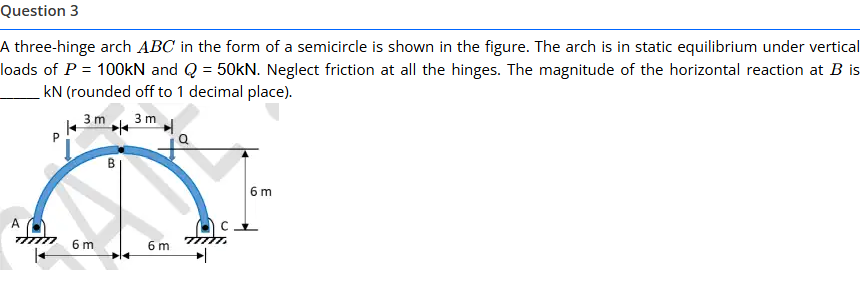 Question 3
A three-hinge arch ABC in the form of a semicircle is shown in the figure. The arch is in static equilibrium under vertical
loads of P = 100kN and Q = 50kN. Neglect friction at all the hinges. The magnitude of the horizontal reaction at B is
_____ kN (rounded off to 1 decimal place).
3 m 3 m
P Q
B
6 m
A C
6 m 6 m
GATE